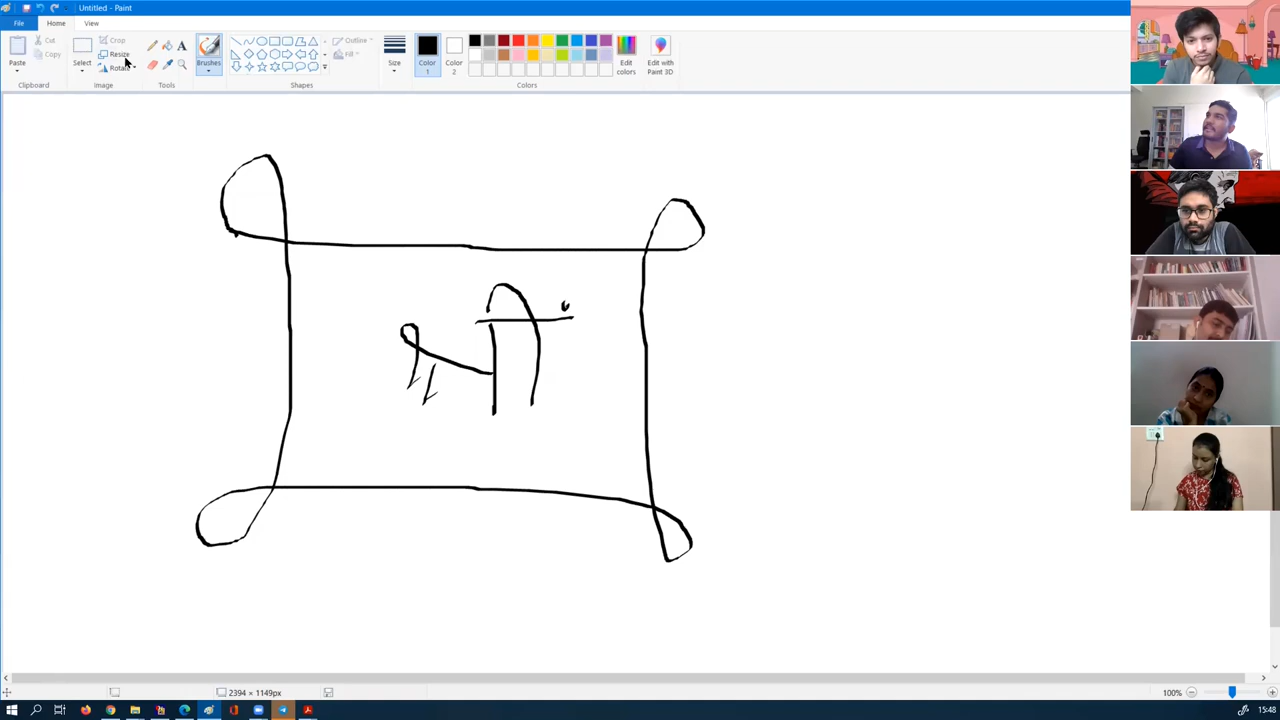 Untitled - Paint
File Home View
Paste
Cut
Copy
Clipboard
Select
Crop
Resize
Rotate
Image
Tools
Brushes
Outline
Fill
Shapes
Size
Color 1
Color 2
Edit colors
Edit with Paint 3D
Colors
2394 × 1149px
100%
15:48